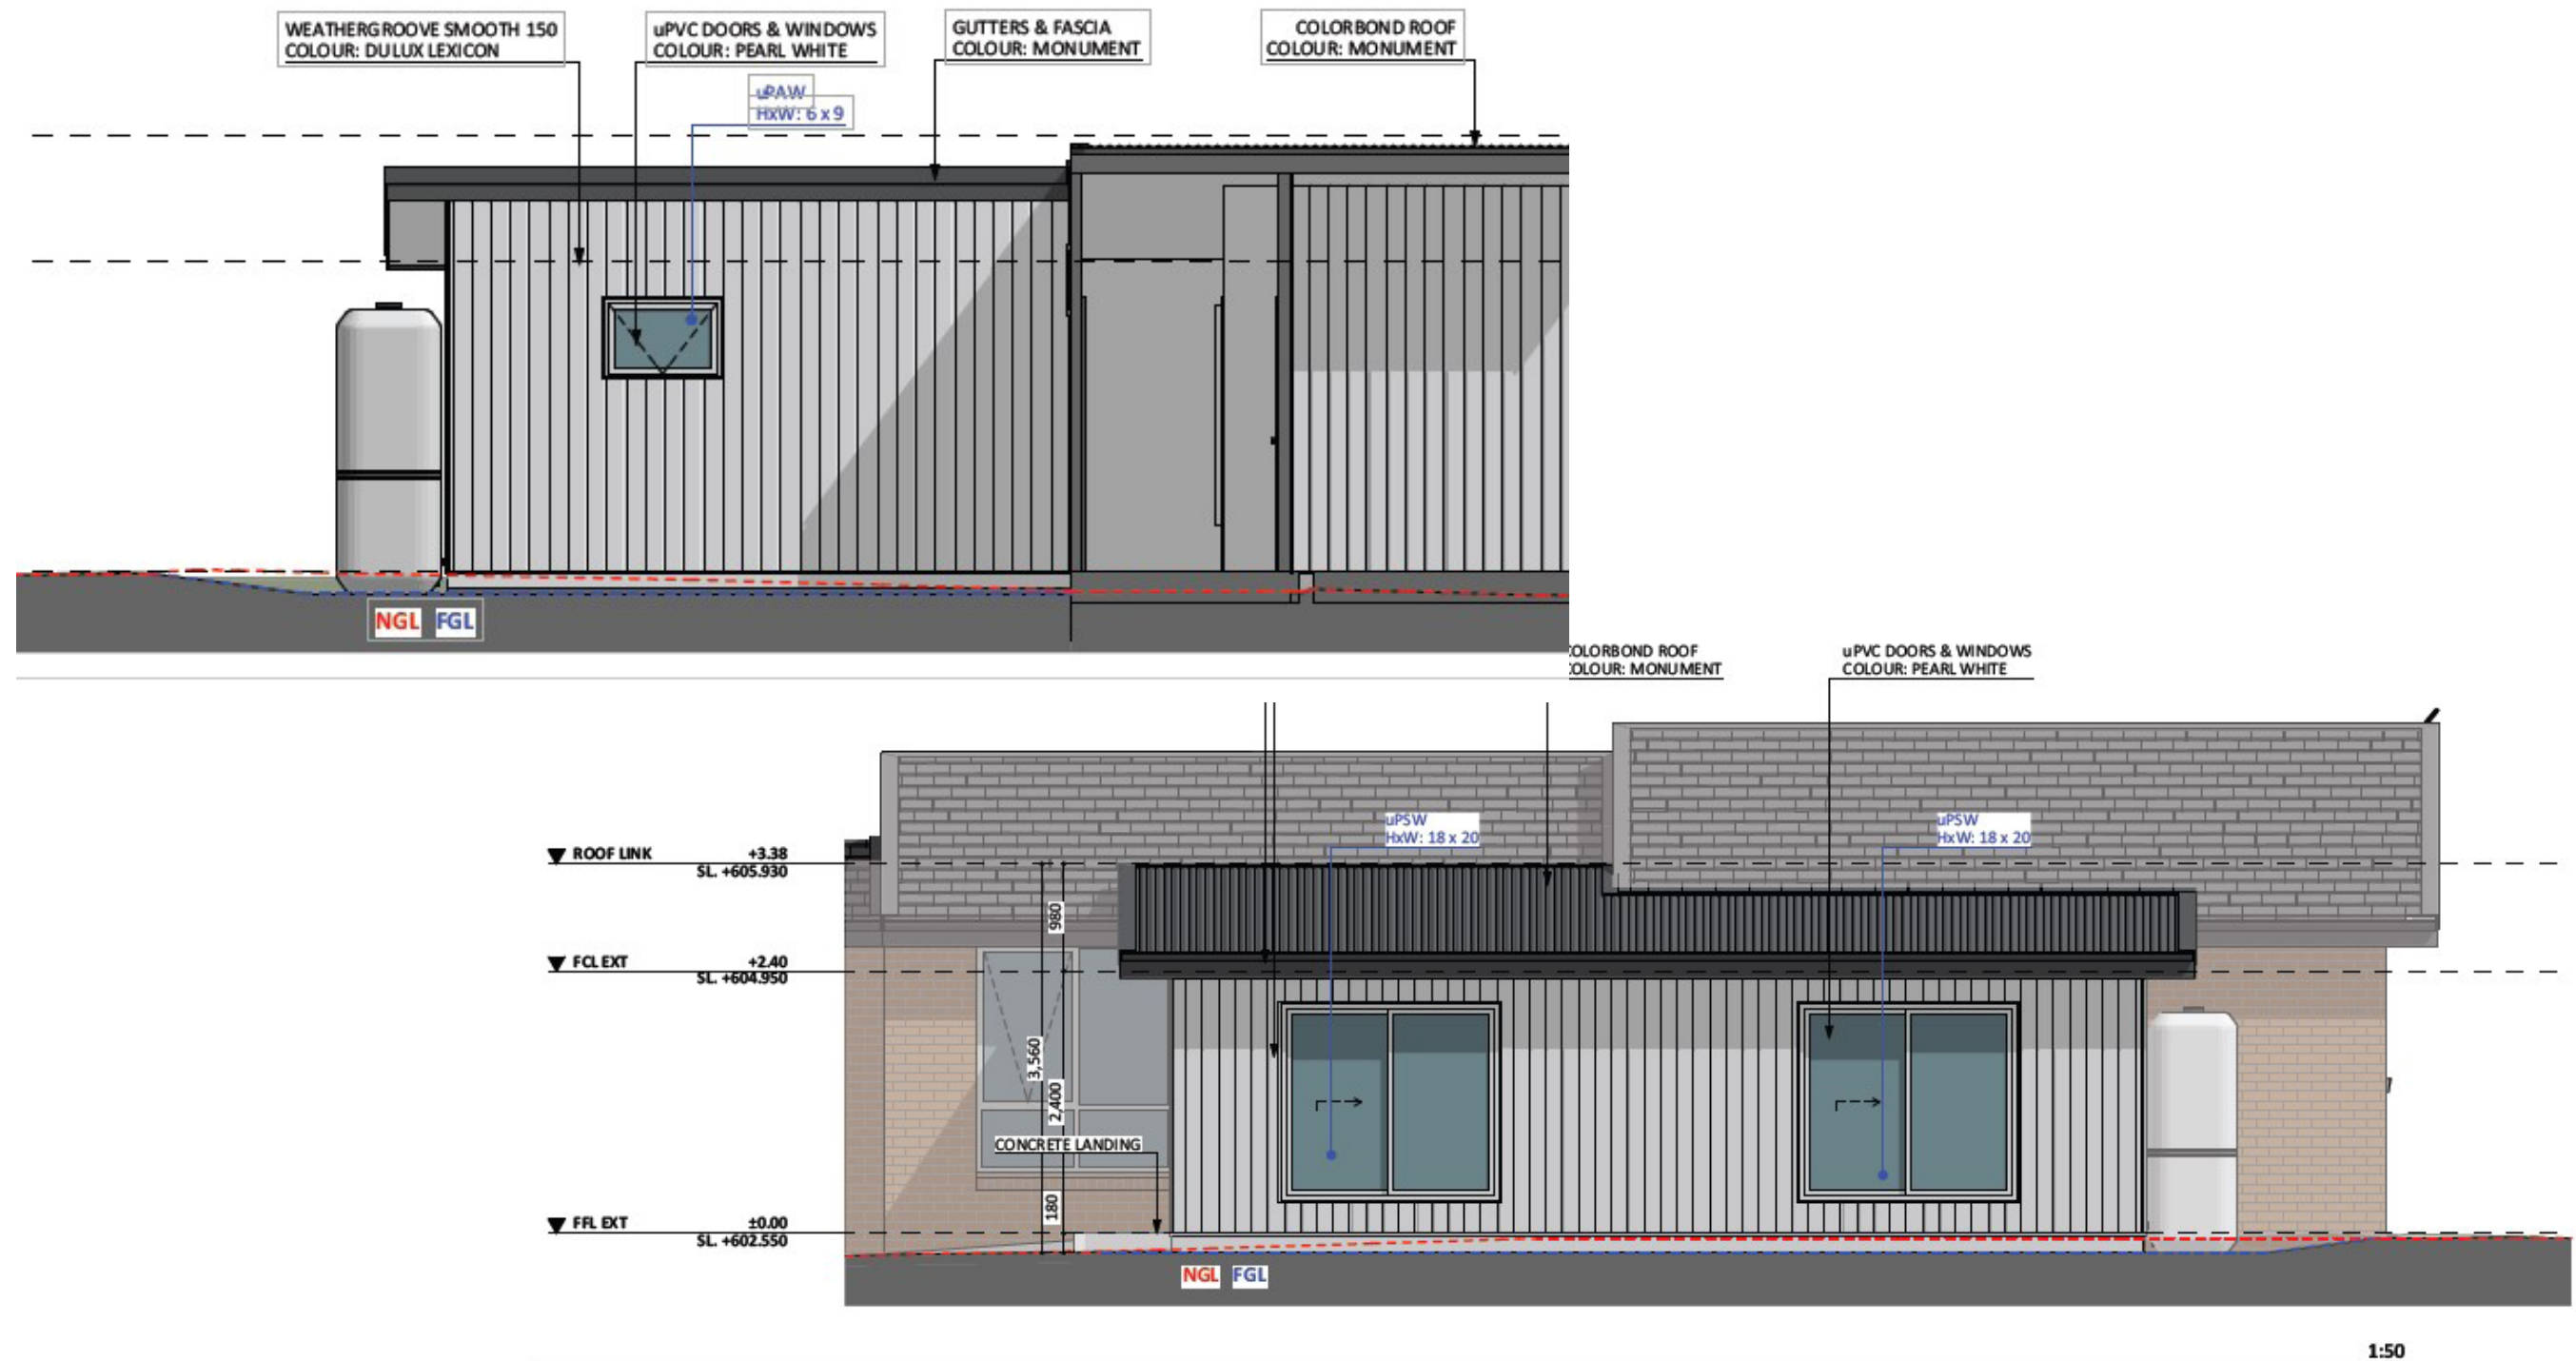 WEATHERGROOVE SMOOTH 150
COLOUR: DULUX LEXICON
uPVC DOORS & WINDOWS
COLOUR: PEARL WHITE
GUTTERS & FASCIA
COLOUR: MONUMENT
COLORBOND ROOF
COLOUR: MONUMENT
uPAW
HxW: 6 x 9
NGL FGL
OLORBOND ROOF
OLOUR: MONUMENT
uPVC DOORS & WINDOWS
COLOUR: PEARL WHITE
uPSW
HxW: 18 x 20
uPSW
HxW: 18 x 20
ROOF LINK +3.38
SL. +605.930
980
FCL EXT +2.40
SL. +604.950
3,560
2,400
CONCRETE LANDING
180
FFL EXT ±0.00
SL. +602.550
NGL FGL
1:50